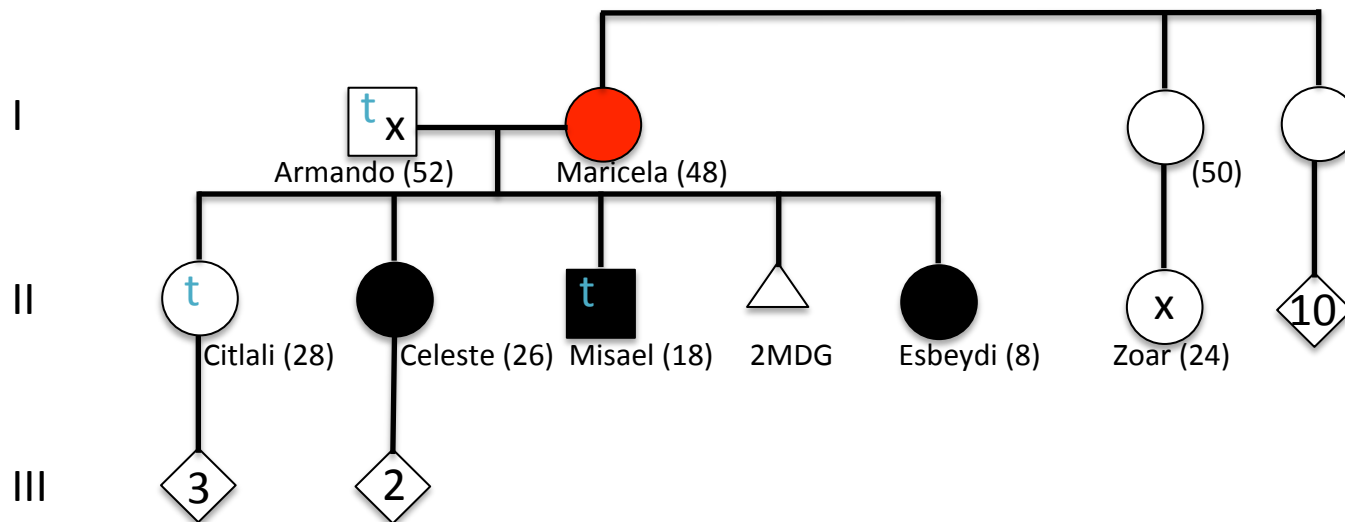 I
t x
Armando (52) Maricela (48) (50)
II
t t x 10
Citlali (28) Celeste (26) Misael (18) 2MDG Esbeydi (8) Zoar (24)
III
3 2